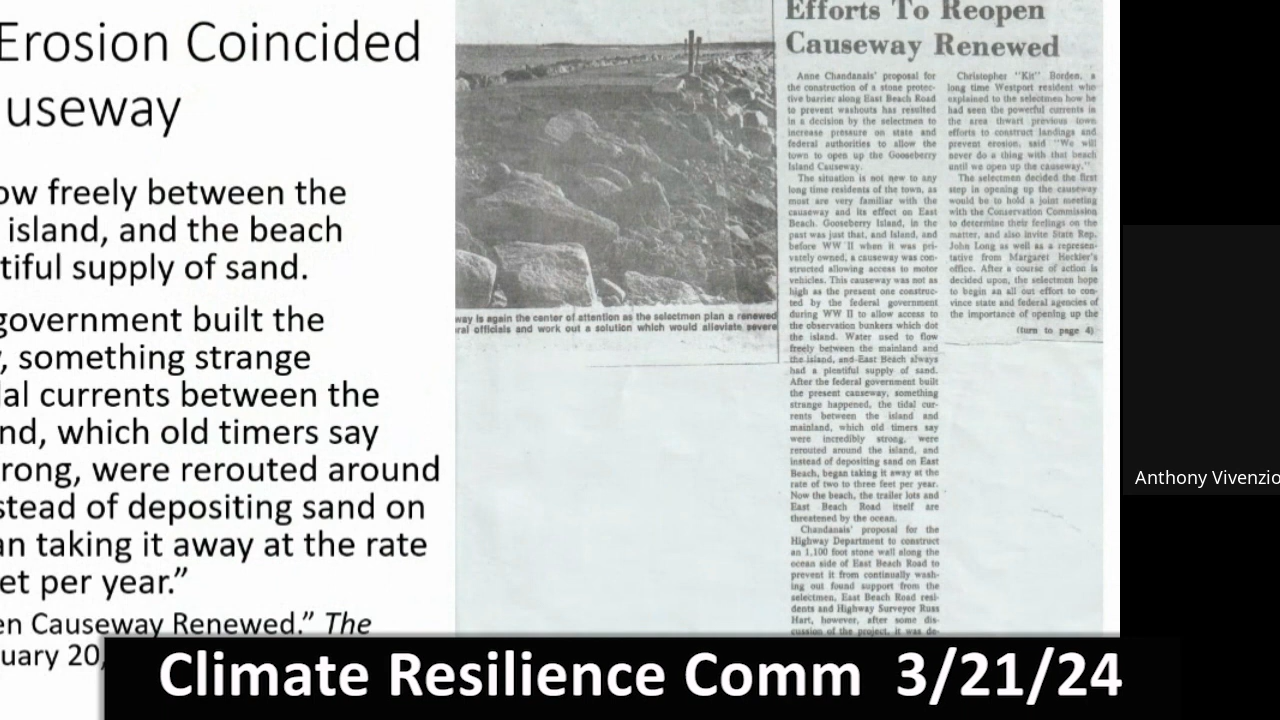 Erosion Coincided
useway
ow freely between the
island, and the beach
tiful supply of sand.
government built the
, something strange
al currents between the
nd, which old timers say
rong, were rerouted around
stead of depositing sand on
an taking it away at the rate
et per year.”
en Causeway Renewed.” The
uary 20,
way is again the center of attention as the selectmen plan a renewed
ral officials and work out a solution which would alleviate severe
Efforts To Reopen
Causeway Renewed
Anne Chandanais' proposal for
the construction of a stone protec-
tive barrier along East Beach Road
to prevent washouts has resulted
in a decision by the selectmen to
increase pressure on state and
federal authorities to allow the
town to open up the Gooseberry
Island Causeway.
The situation is not new to any
long time residents of the town, as
most are very familiar with the
causeway and its effect on East
Beach. Gooseberry Island, in the
past was just that, and Island, and
before WW II when it was pri-
vately owned, a causeway was con-
structed allowing access to motor
vehicles. This causeway was not as
high as the present one construc-
ted by the federal government
during WW II to allow access to
the observation bunkers which dot
the island. Water used to flow
freely between the mainland and
the island, and East Beach always
had a plentiful supply of sand.
After the federal government built
the present causeway, something
strange happened, the tidal cur-
rents between the island and
mainland, which old timers say
were incredibly strong, were
rerouted around the island, and
instead of depositing sand on East
Beach, began taking it away at the
rate of two to three feet per year.
Now the beach, the trailer lots and
East Beach Road itself are
threatened by the ocean.
Chandanais' proposal for the
Highway Department to construct
an 1,100 foot stone wall along the
ocean side of East Beach Road to
prevent it from continually wash-
ing out found support from the
selectmen, East Beach Road resi-
dents and Highway Surveyor Russ
Hart, however, after some dis-
cussion of the project, it was de-
Christopher "Kit" Borden, a
long time Westport resident who
explained to the selectmen how he
had seen the powerful currents in
the area thwart previous town
efforts to construct landings and
prevent erosion, said "We will
never do a thing with that beach
until we open up the causeway."
The selectmen decided the first
step in opening up the causeway
would be to hold a joint meeting
with the Conservation Commission
to determine their feelings on the
matter, and also invite State Rep.
John Long as well as a represen-
tative from Margaret Heckler's
office. After a course of action is
decided upon, the selectmen hope
to begin an all out effort to con-
vince state and federal agencies of
the importance of opening up the
(turn to page 4)
Anthony Vivenzio
Climate Resilience Comm 3/21/24